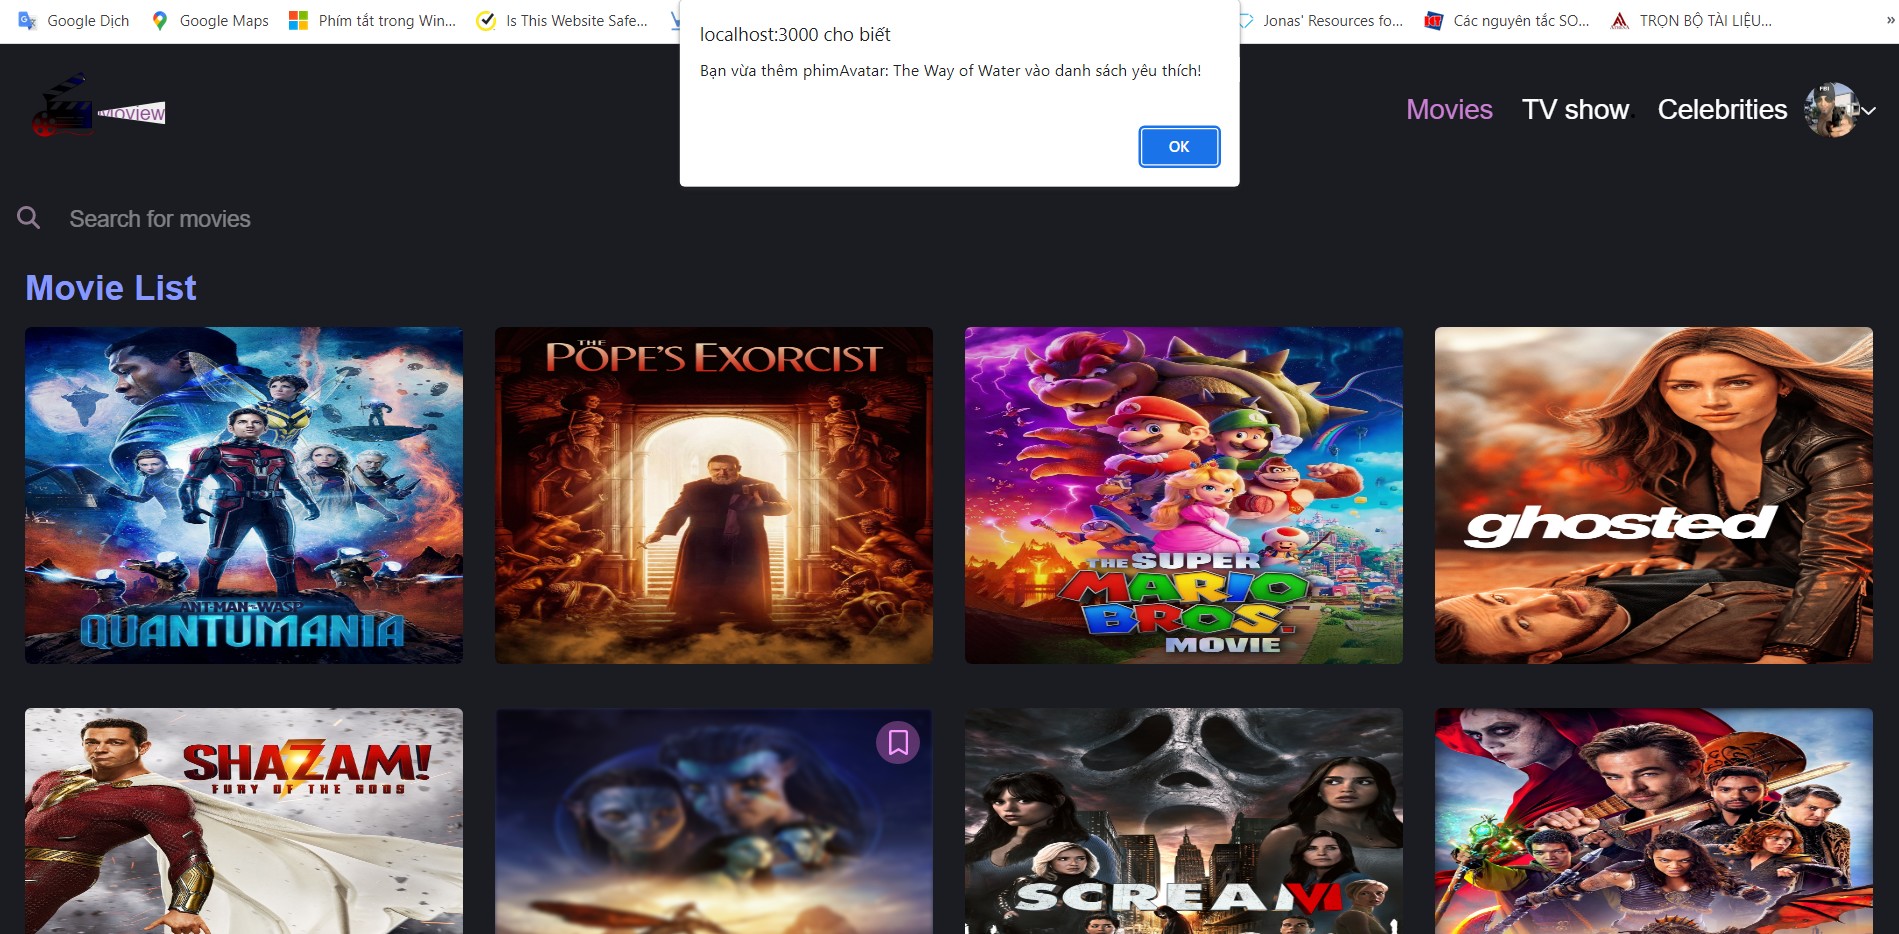 Google Dịch
Google Maps
Phím tắt trong Win...
Is This Website Safe...
Jonas' Resources fo...
Các nguyên tắc SO...
TRỌN BỘ TÀI LIỆU...
»
localhost:3000 cho biết
Bạn vừa thêm phimAvatar: The Way of Water vào danh sách yêu thích!
OK
Moview
Movies
TV show
Celebrities
Search for movies
Movie List
ANT-MAN AND THE WASP
QUANTUMANIA
THE
POPE'S EXORCIST
THE SUPER
MARIO
BROS.
MOVIE
ghosted
SHAZAM!
FURY OF THE GODS
SCREAM VI